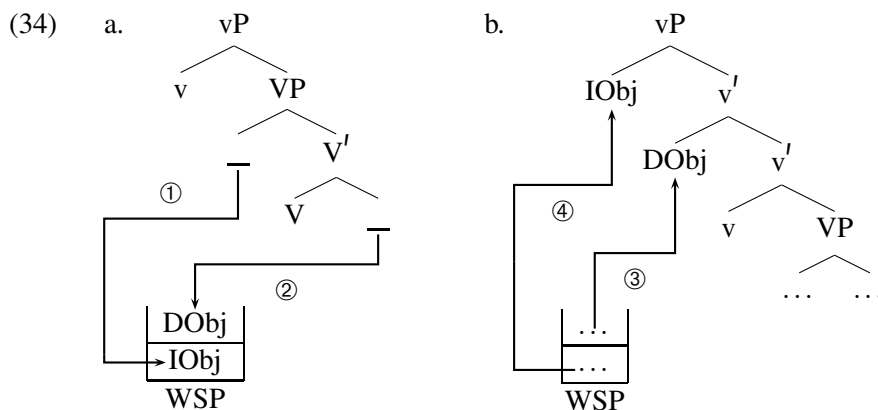 (34) a. vP b. vP
v VP IObj v′
V′ DObj v′
① V ④ v VP
② ③ ... ...
DObj ...
IObj ...
WSP WSP